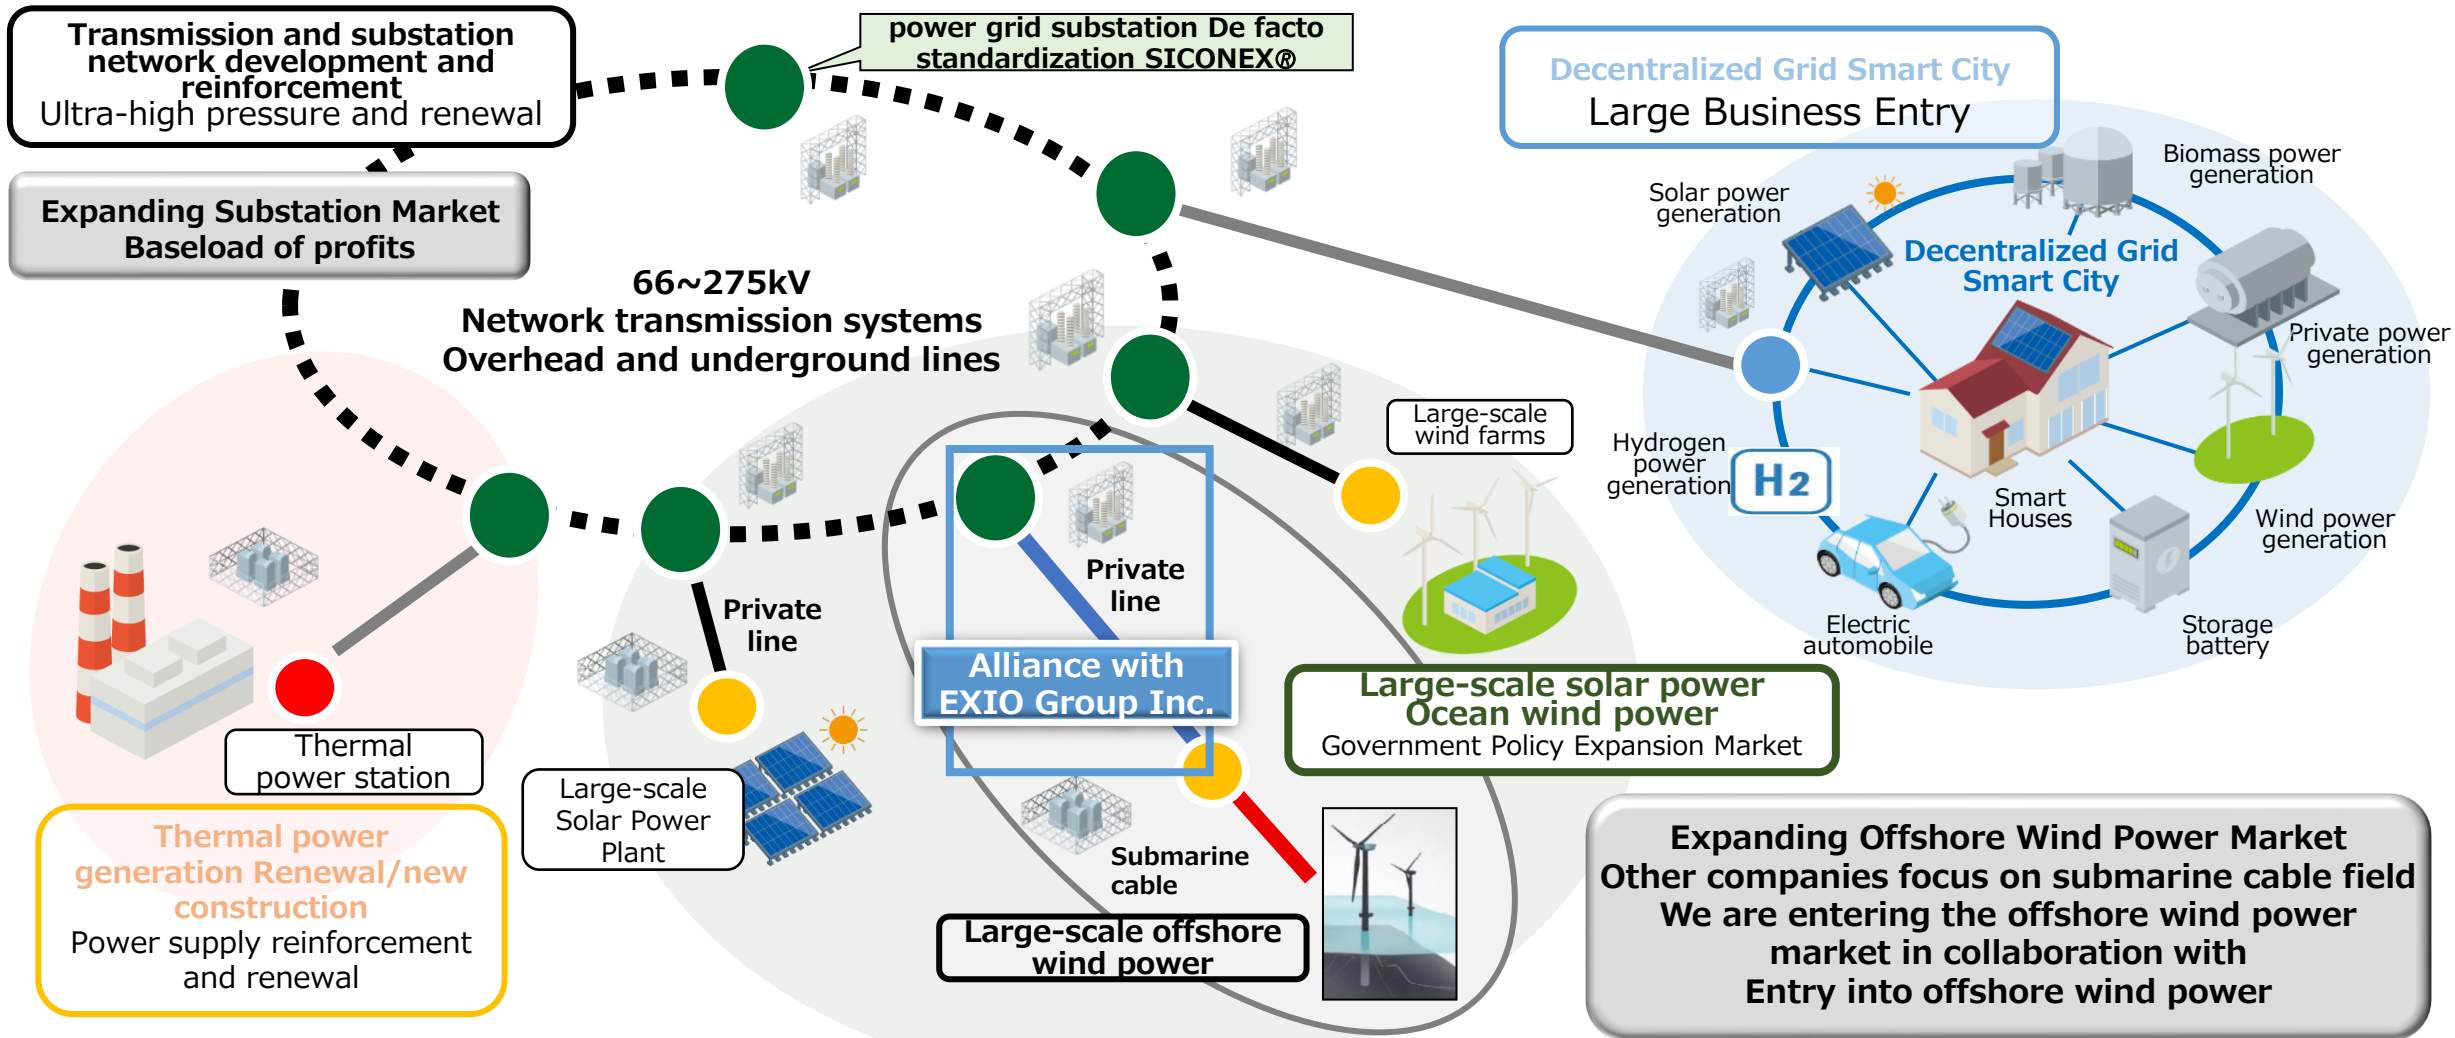 Transmission and substation
network development and
reinforcement
Ultra-high pressure and renewal
power grid substation De facto
standardization SICONEX®
Decentralized Grid Smart City
Large Business Entry
Expanding Substation Market
Baseload of profits
66~275kV
Network transmission systems
Overhead and underground lines
Biomass power
generation
Solar power
generation
Decentralized Grid
Smart City
Private power
generation
Hydrogen
power
generation
H2
Smart
Houses
Wind power
generation
Electric
automobile
Storage
battery
Large-scale
wind farms
Private
line
Private
line
Alliance with
EXIO Group Inc.
Large-scale solar power
Ocean wind power
Government Policy Expansion Market
Thermal
power station
Large-scale
Solar Power
Plant
Thermal power
generation Renewal/new
construction
Power supply reinforcement
and renewal
Submarine
cable
Large-scale offshore
wind power
Expanding Offshore Wind Power Market
Other companies focus on submarine cable field
We are entering the offshore wind power
market in collaboration with
Entry into offshore wind power